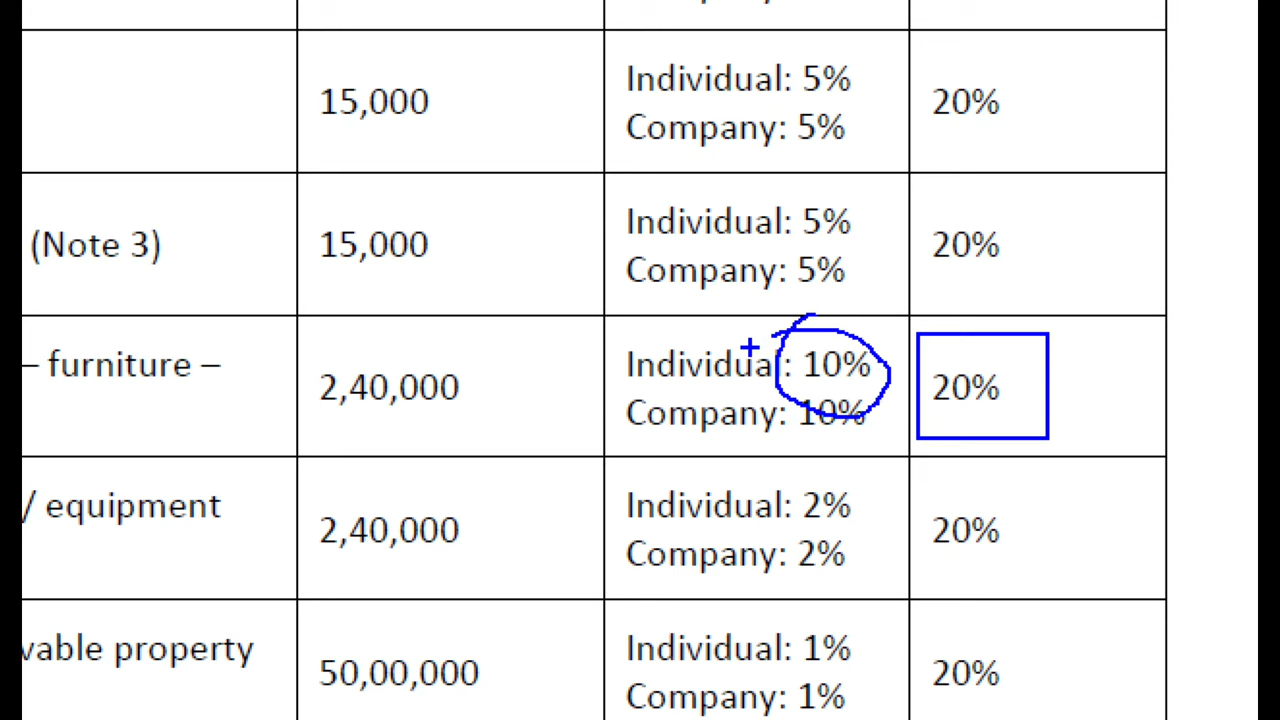 15,000
Individual: 5%
Company: 5%
20%
(Note 3)
15,000
Individual: 5%
Company: 5%
20%
– furniture –
2,40,000
Individual: 10%
Company: 10%
20%
/ equipment
2,40,000
Individual: 2%
Company: 2%
20%
vable property
50,00,000
Individual: 1%
Company: 1%
20%